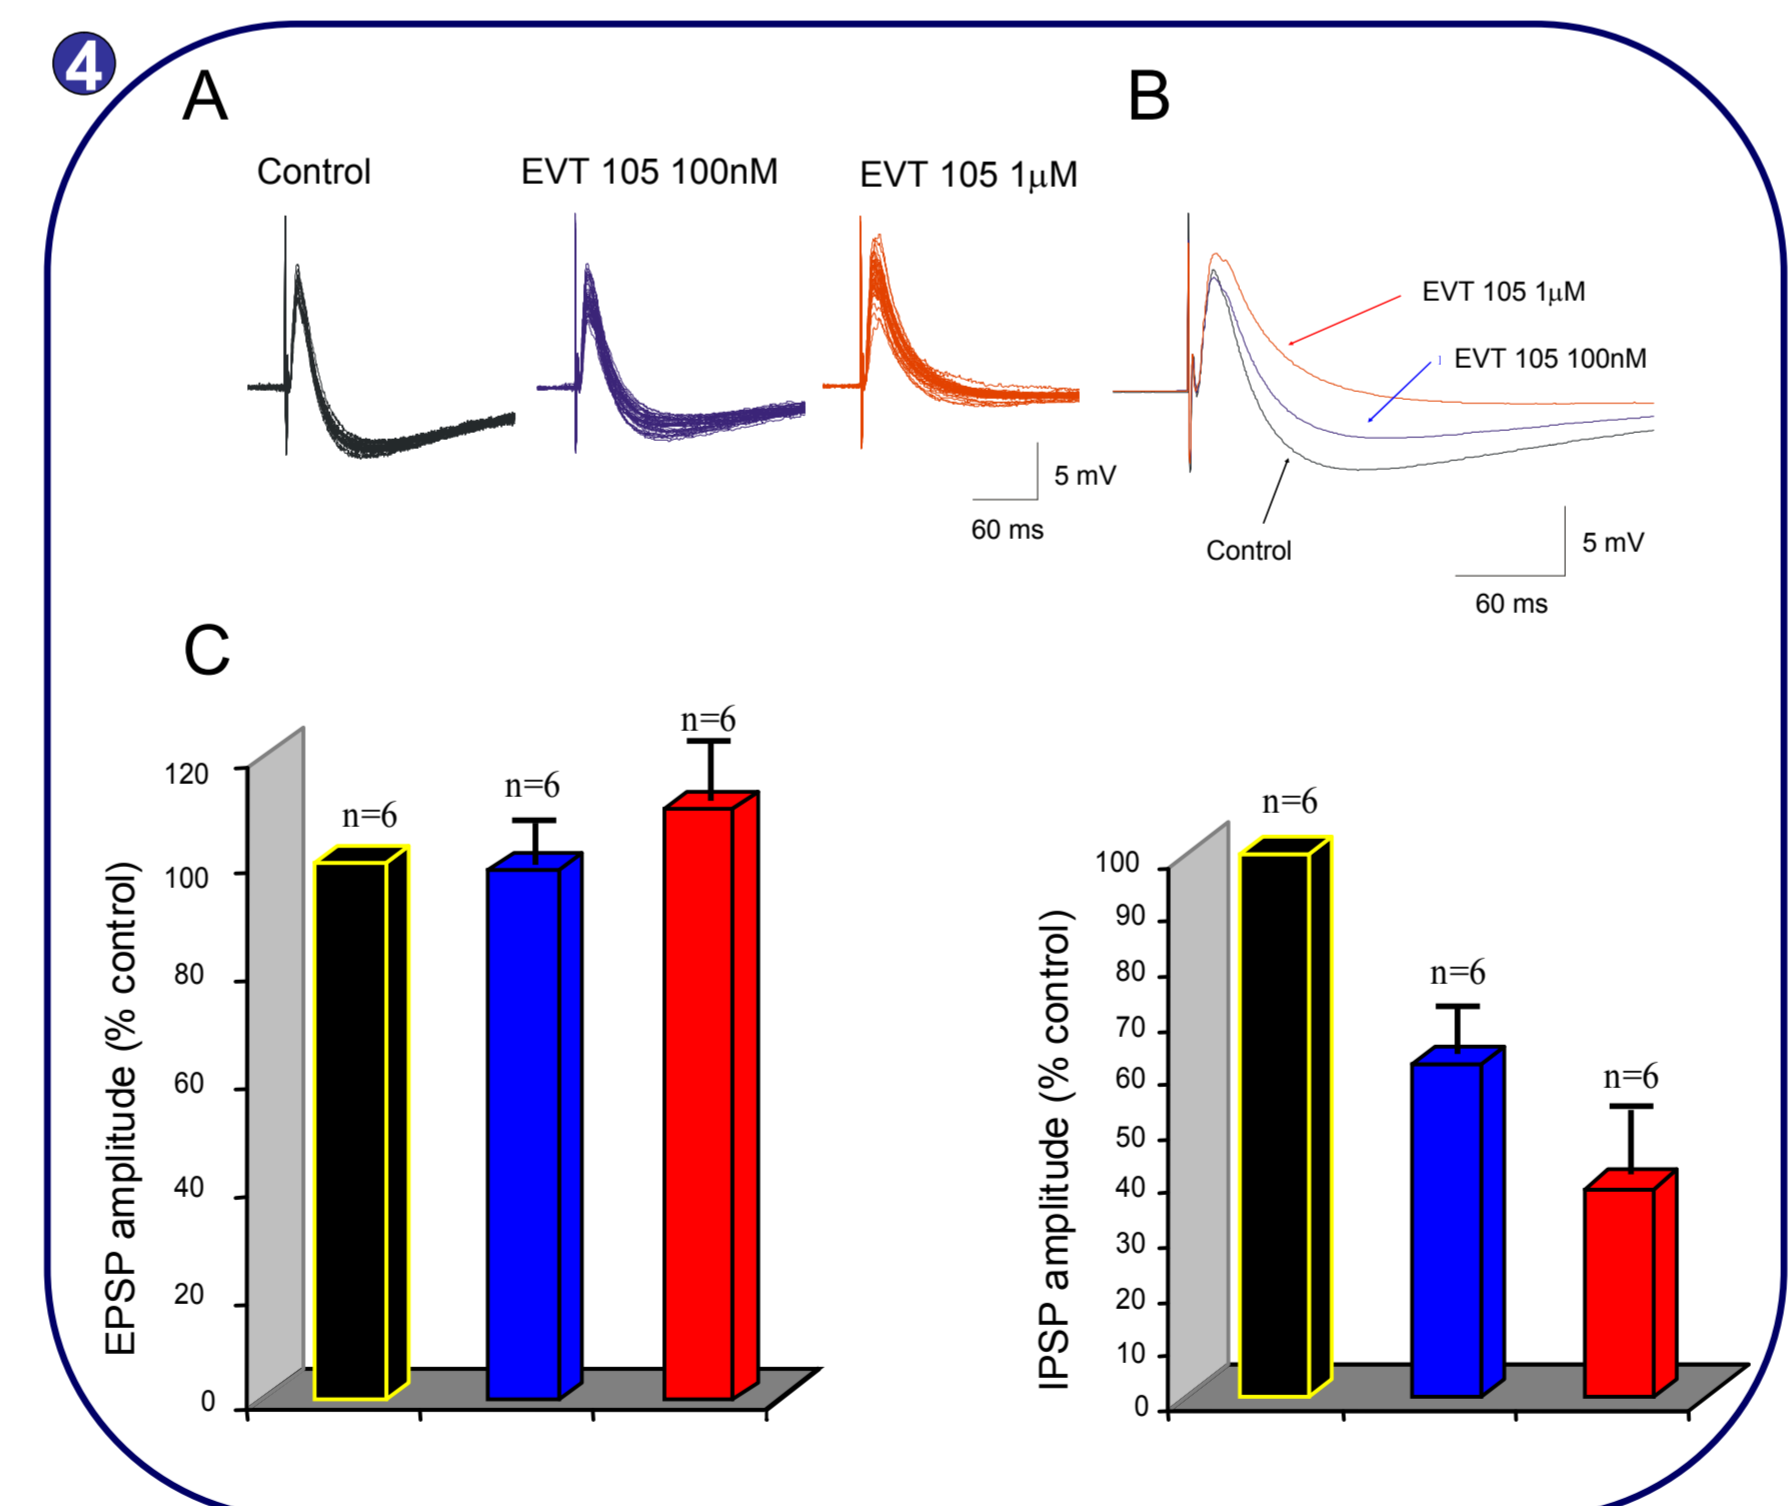 4
A
B
Control
EVT 105 100nM
EVT 105 1μM
EVT 105 1μM
EVT 105 100nM
Control
5 mV
60 ms
5 mV
60 ms
C
EPSP amplitude (% control)
120
100
80
60
40
20
0
n=6
n=6
n=6
IPSP amplitude (% control)
100
90
80
70
60
50
40
30
20
10
0
n=6
n=6
n=6